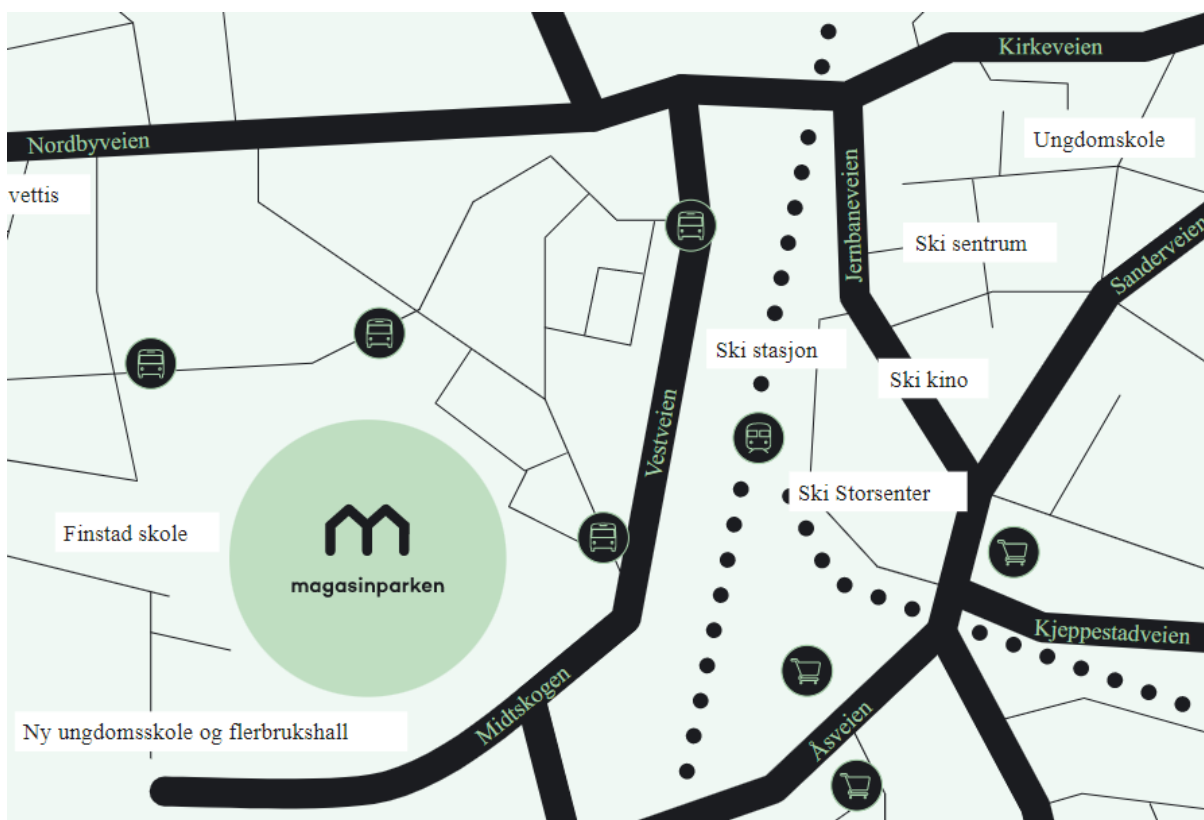 Kirkeveien
Nordbyveien
Ungdomskole
vettis
Jernbaneveien
Ski sentrum
Sanderveien
Ski stasjon
Ski kino
Vestveien
Ski Storsenter
Finstad skole
magasinparken
Kjeppestadveien
Midtskogen
Åsveien
Ny ungdomsskole og flerbrukshall